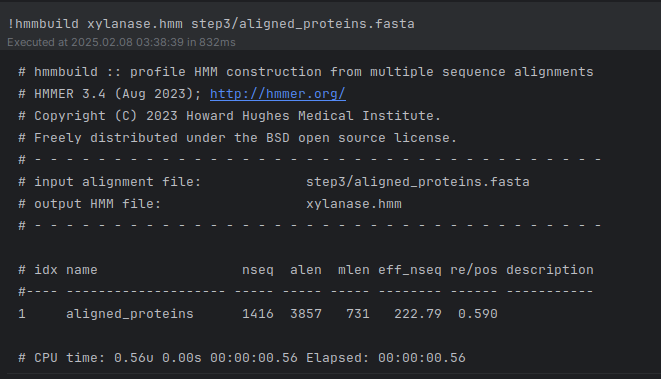 !hmmbuild xylanase.hmm step3/aligned_proteins.fasta
Executed at 2025.02.08 03:38:39 in 832ms
# hmmbuild :: profile HMM construction from multiple sequence alignments
# HMMER 3.4 (Aug 2023); http://hmmer.org/
# Copyright (C) 2023 Howard Hughes Medical Institute.
# Freely distributed under the BSD open source license.
# - - - - - - - - - - - - - - - - - - - - - - - - - - - - - - - - - - - -
# input alignment file:             step3/aligned_proteins.fasta
# output HMM file:                  xylanase.hmm
# - - - - - - - - - - - - - - - - - - - - - - - - - - - - - - - - - - - -
# idx name                  nseq  alen  mlen eff_nseq re/pos description
#---- -------------------- ----- ----- ----- -------- ------ -----------
1     aligned_proteins      1416  3857   731   222.79  0.590
# CPU time: 0.56u 0.00s 00:00:00.56 Elapsed: 00:00:00.56